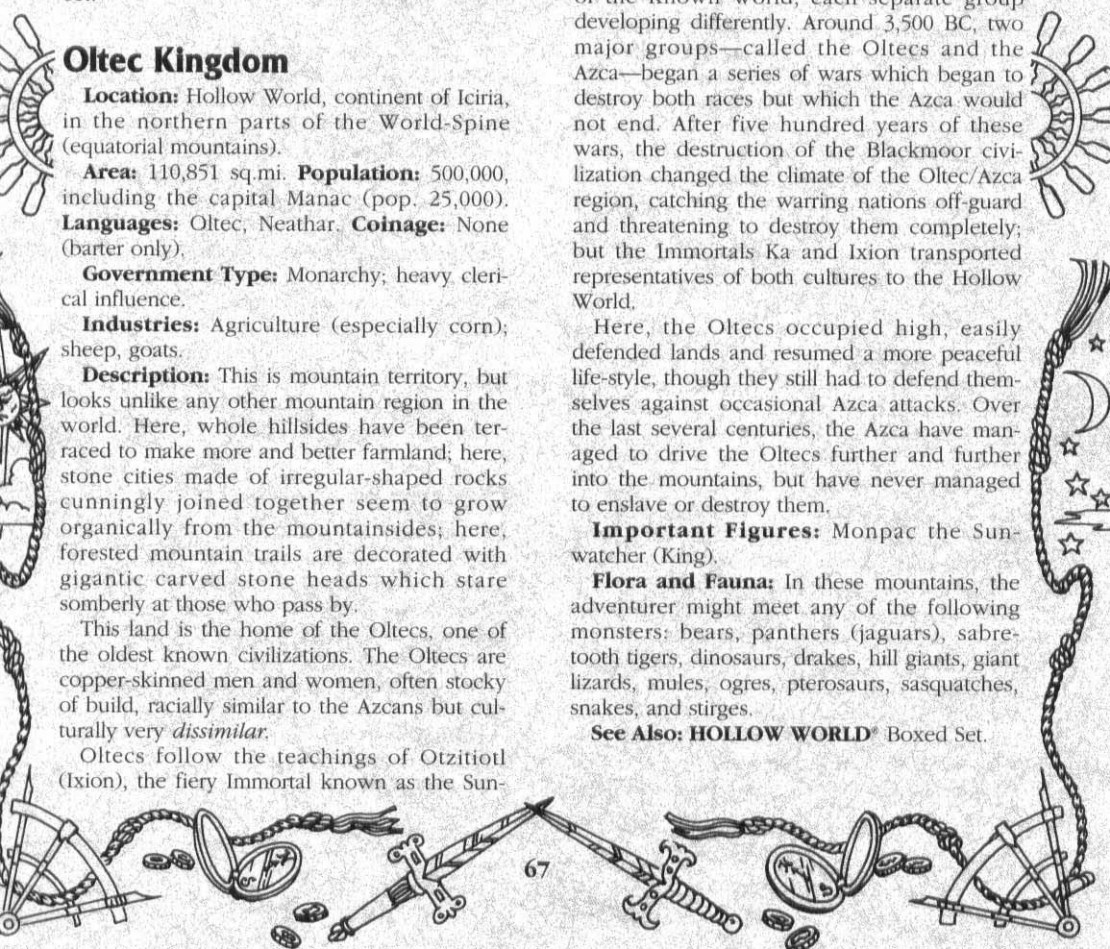 Oltec Kingdom
Location: Hollow World, continent of Iciria,
in the northern parts of the World-Spine
(equatorial mountains).
Area: 110,851 sq.mi. Population: 500,000,
including the capital Manac (pop. 25,000).
Languages: Oltec, Neathar. Coinage: None
(barter only).
Government Type: Monarchy; heavy cleri-
cal influence.
Industries: Agriculture (especially corn);
sheep, goats.
Description: This is mountain territory, but
looks unlike any other mountain region in the
world. Here, whole hillsides have been ter-
raced to make more and better farmland; here,
stone cities made of irregular-shaped rocks
cunningly joined together seem to grow
organically from the mountainsides; here,
forested mountain trails are decorated with
gigantic carved stone heads which stare
somberly at those who pass by.
This land is the home of the Oltecs, one of
the oldest known civilizations. The Oltecs are
copper-skinned men and women, often stocky
of build, racially similar to the Azcans but cul-
turally very dissimilar.
Oltecs follow the teachings of Otzitiotl
(Ixion), the fiery Immortal known as the Sun-
of the Known World, each separate group
developing differently. Around 3,500 BC, two
major groups—called the Oltecs and the
Azca—began a series of wars which began to
destroy both races but which the Azca would
not end. After five hundred years of these
wars, the destruction of the Blackmoor civi-
lization changed the climate of the Oltec/Azca
region, catching the warring nations off-guard
and threatening to destroy them completely;
but the Immortals Ka and Ixion transported
representatives of both cultures to the Hollow
World.
Here, the Oltecs occupied high, easily
defended lands and resumed a more peaceful
life-style, though they still had to defend them-
selves against occasional Azca attacks. Over
the last several centuries, the Azca have man-
aged to drive the Oltecs further and further
into the mountains, but have never managed
to enslave or destroy them.
Important Figures: Monpac the Sun-
watcher (King).
Flora and Fauna: In these mountains, the
adventurer might meet any of the following
monsters: bears, panthers (jaguars), sabre-
tooth tigers, dinosaurs, drakes, hill giants, giant
lizards, mules, ogres, pterosaurs, sasquatches,
snakes, and stirges.
See Also: HOLLOW WORLD® Boxed Set.
67